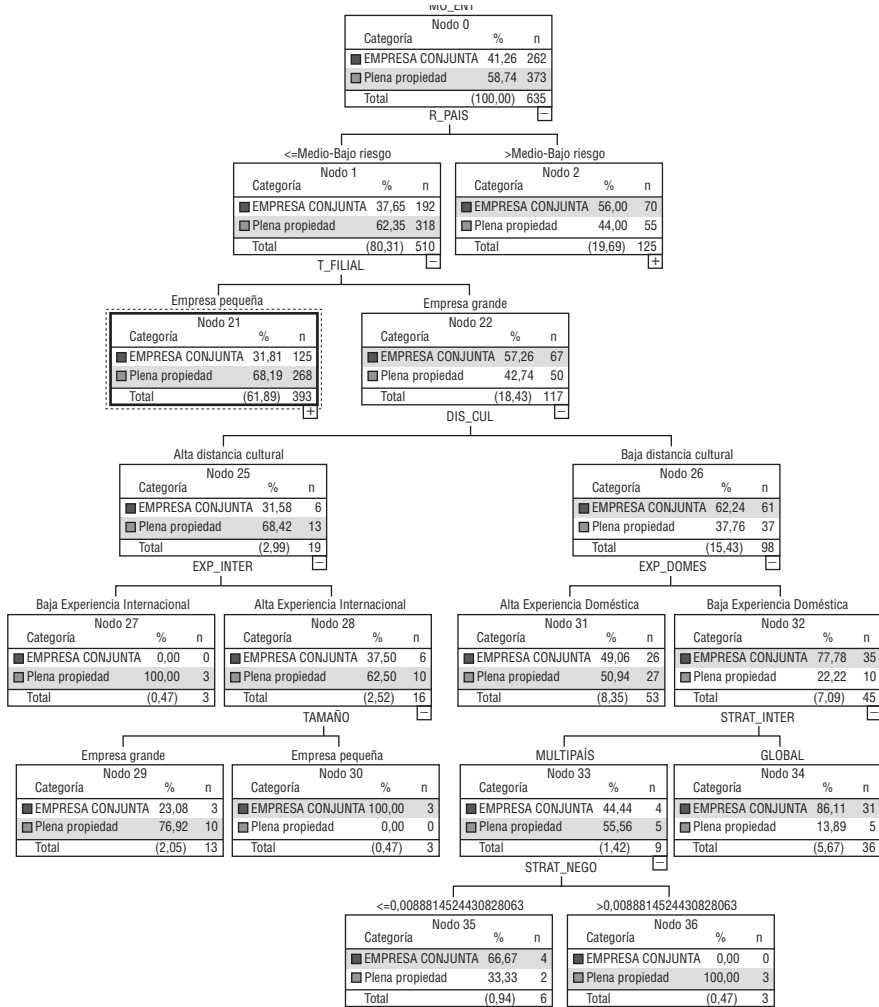 MO_ENT
Nodo 0
Categoría % n
EMPRESA CONJUNTA 41,26 262
Plena propiedad 58,74 373
Total (100,00) 635
R_PAIS
<=Medio-Bajo riesgo >Medio-Bajo riesgo
Nodo 1 Nodo 2
Categoría % n Categoría % n
EMPRESA CONJUNTA 37,65 192 EMPRESA CONJUNTA 56,00 70
Plena propiedad 62,35 318 Plena propiedad 44,00 55
Total (80,31) 510 Total (19,69) 125
T_FILIAL
Empresa pequeña Empresa grande
Nodo 21 Nodo 22
Categoría % n Categoría % n
EMPRESA CONJUNTA 31,81 125 EMPRESA CONJUNTA 57,26 67
Plena propiedad 68,19 268 Plena propiedad 42,74 50
Total (61,89) 393 Total (18,43) 117
DIS_CUL
Alta distancia cultural Baja distancia cultural
Nodo 25 Nodo 26
Categoría % n Categoría % n
EMPRESA CONJUNTA 31,58 6 EMPRESA CONJUNTA 62,24 61
Plena propiedad 68,42 13 Plena propiedad 37,76 37
Total (2,99) 19 Total (15,43) 98
EXP_INTER EXP_DOMES
Baja Experiencia Internacional Alta Experiencia Internacional Alta Experiencia Doméstica Baja Experiencia Doméstica
Nodo 27 Nodo 28 Nodo 31 Nodo 32
Categoría % n Categoría % n Categoría % n Categoría % n
EMPRESA CONJUNTA 0,00 0 EMPRESA CONJUNTA 37,50 6 EMPRESA CONJUNTA 49,06 26 EMPRESA CONJUNTA 77,78 35
Plena propiedad 100,00 3 Plena propiedad 62,50 10 Plena propiedad 50,94 27 Plena propiedad 22,22 10
Total (0,47) 3 Total (2,52) 16 Total (8,35) 53 Total (7,09) 45
TAMAÑO STRAT_INTER
Empresa grande Empresa pequeña MULTIPAÍS GLOBAL
Nodo 29 Nodo 30 Nodo 33 Nodo 34
Categoría % n Categoría % n Categoría % n Categoría % n
EMPRESA CONJUNTA 23,08 3 EMPRESA CONJUNTA 100,00 3 EMPRESA CONJUNTA 44,44 4 EMPRESA CONJUNTA 86,11 31
Plena propiedad 76,92 10 Plena propiedad 0,00 0 Plena propiedad 55,56 5 Plena propiedad 13,89 5
Total (2,05) 13 Total (0,47) 3 Total (1,42) 9 Total (5,67) 36
STRAT_NEGO
<=0,0088814524430828063 >0,0088814524430828063
Nodo 35 Nodo 36
Categoría % n Categoría % n
EMPRESA CONJUNTA 66,67 4 EMPRESA CONJUNTA 0,00 0
Plena propiedad 33,33 2 Plena propiedad 100,00 3
Total (0,94) 6 Total (0,47) 3